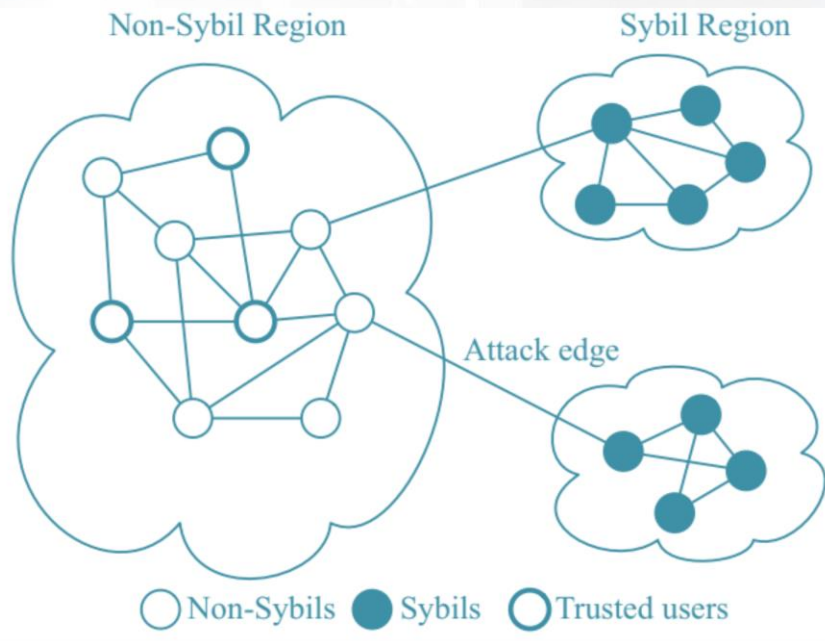 Non-Sybil Region
Sybil Region
Attack edge
Non-Sybils Sybils Trusted users